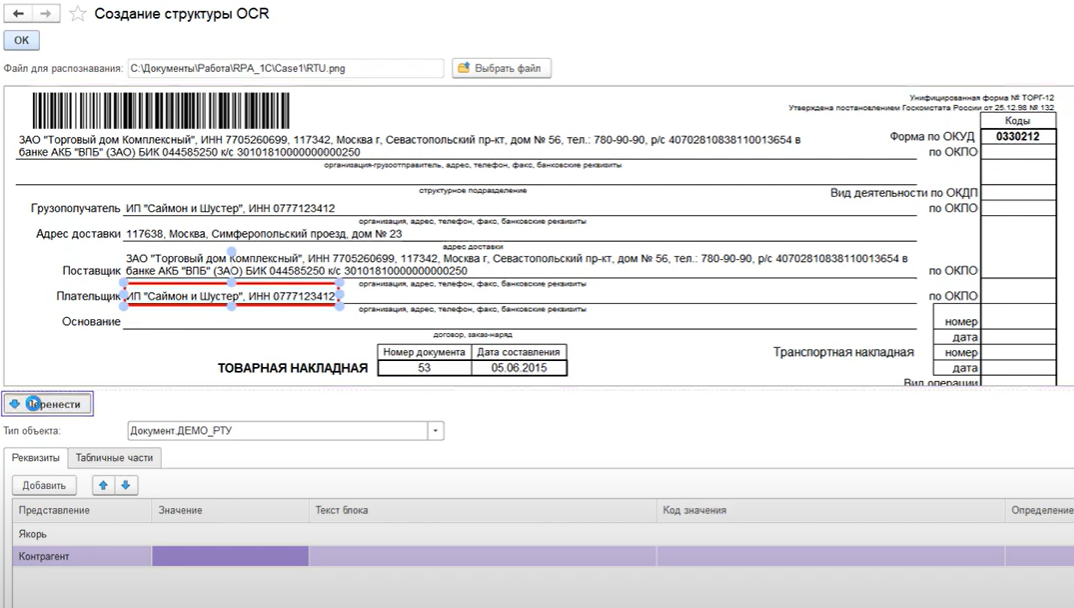 Создание структуры OCR
OK
Файл для распознавания: C:\Документы\Работа\RPA_1C\Case1\RTU.png Выбрать файл
Унифицированная форма № ТОРГ-12
Утверждена постановлением Госкомстата России от 25.12.98 № 132
Коды
Форма по ОКУД 0330212
ЗАО "Торговый дом Комплексный", ИНН 7705260699, 117342, Москва г, Севастопольский пр-кт, дом № 56, тел.: 780-90-90, р/с 40702810838110013654 в
банке АКБ "ВПБ" (ЗАО) БИК 044585250 к/с 30101810000000000250 по ОКПО
организация-грузоотправитель, адрес, телефон, факс, банковские реквизиты
структурное подразделение
Вид деятельности по ОКДП
Грузополучатель ИП "Саймон и Шустер", ИНН 0777123412 по ОКПО
организация, адрес, телефон, факс, банковские реквизиты
Адрес доставки 117638, Москва, Симферопольский проезд, дом № 23
адрес доставки
ЗАО "Торговый дом Комплексный", ИНН 7705260699, 117342, Москва г, Севастопольский пр-кт, дом № 56, тел.: 780-90-90, р/с 40702810838110013654 в
Поставщик банке АКБ "ВПБ" (ЗАО) БИК 044585250 к/с 30101810000000000250 по ОКПО
организация, адрес, телефон, факс, банковские реквизиты
Плательщик ИП "Саймон и Шустер", ИНН 0777123412 по ОКПО
организация, адрес, телефон, факс, банковские реквизиты
Основание номер
договор, заказ-наряд
дата
Номер документа Дата составления Транспортная накладная номер
ТОВАРНАЯ НАКЛАДНАЯ 53 05.06.2015 дата
Вид операции
Перенести
Тип объекта: Документ.ДЕМО_РТУ
Реквизиты Табличные части
Добавить
Представление Значение Текст блока Код значения Определение
Якорь
Контрагент